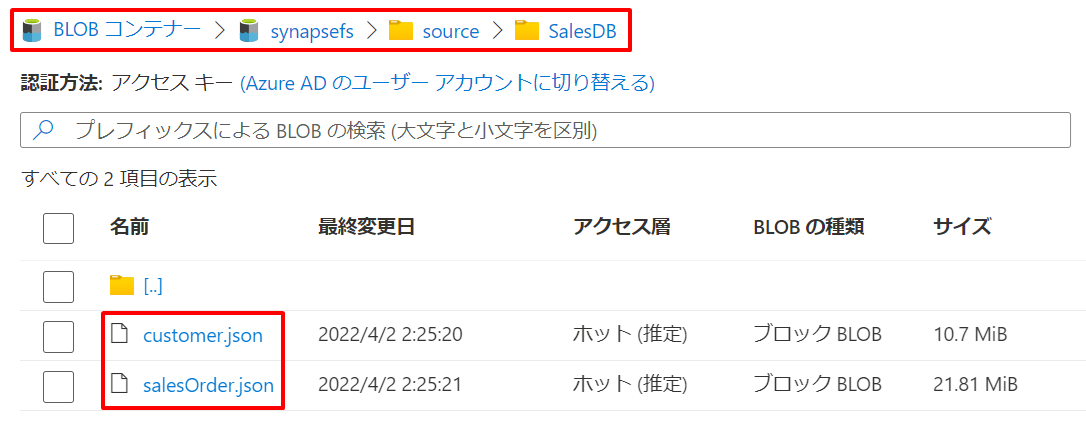 BLOB コンテナー > synapsefs > source > SalesDB
認証方法: アクセス キー (Azure AD のユーザー アカウントに切り替える)
プレフィックスによる BLOB の検索 (大文字と小文字を区別)
すべての 2 項目の表示
名前 最終変更日 アクセス層 BLOB の種類 サイズ
[..]
customer.json 2022/4/2 2:25:20 ホット (推定) ブロック BLOB 10.7 MiB
salesOrder.json 2022/4/2 2:25:21 ホット (推定) ブロック BLOB 21.81 MiB